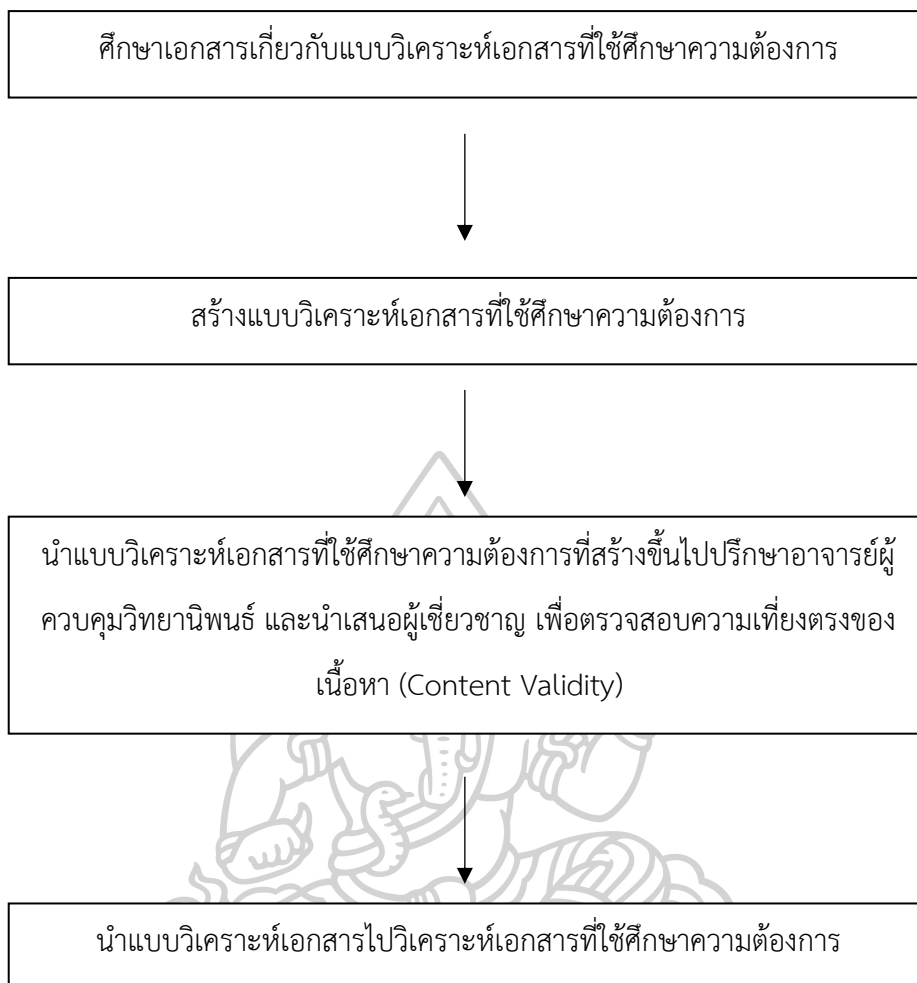 ศึกษาเอกสารเกี่ยวกับแบบวิเคราะห์เอกสารที่ใช้ศึกษาความต้องการ
สร้างแบบวิเคราะห์เอกสารที่ใช้ศึกษาความต้องการ
นำแบบวิเคราะห์เอกสารที่ใช้ศึกษาความต้องการที่สร้างขึ้นไปปรึกษาอาจารย์ผู้
ควบคุมวิทยานิพนธ์ และนำเสนอผู้เชี่ยวชาญ เพื่อตรวจสอบความเที่ยงตรงของ
เนื้อหา (Content Validity)
นำแบบวิเคราะห์เอกสารไปวิเคราะห์เอกสารที่ใช้ศึกษาความต้องการ